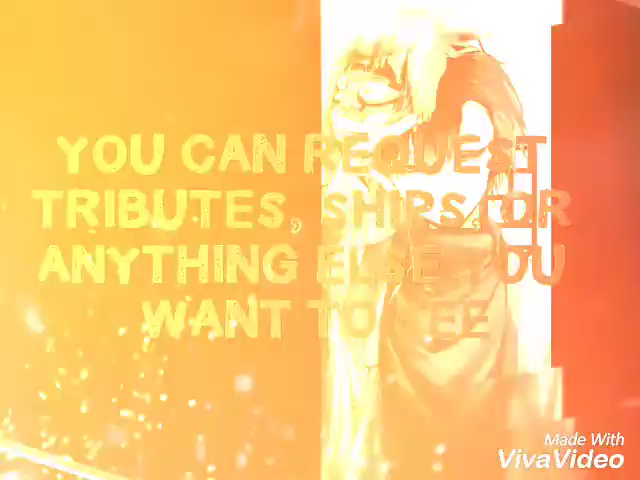 YOU CAN REQUEST
TRIBUTES, SHIPS, OR
ANYTHING ELSE YOU
WANT TO SEE
Made With
VivaVideo